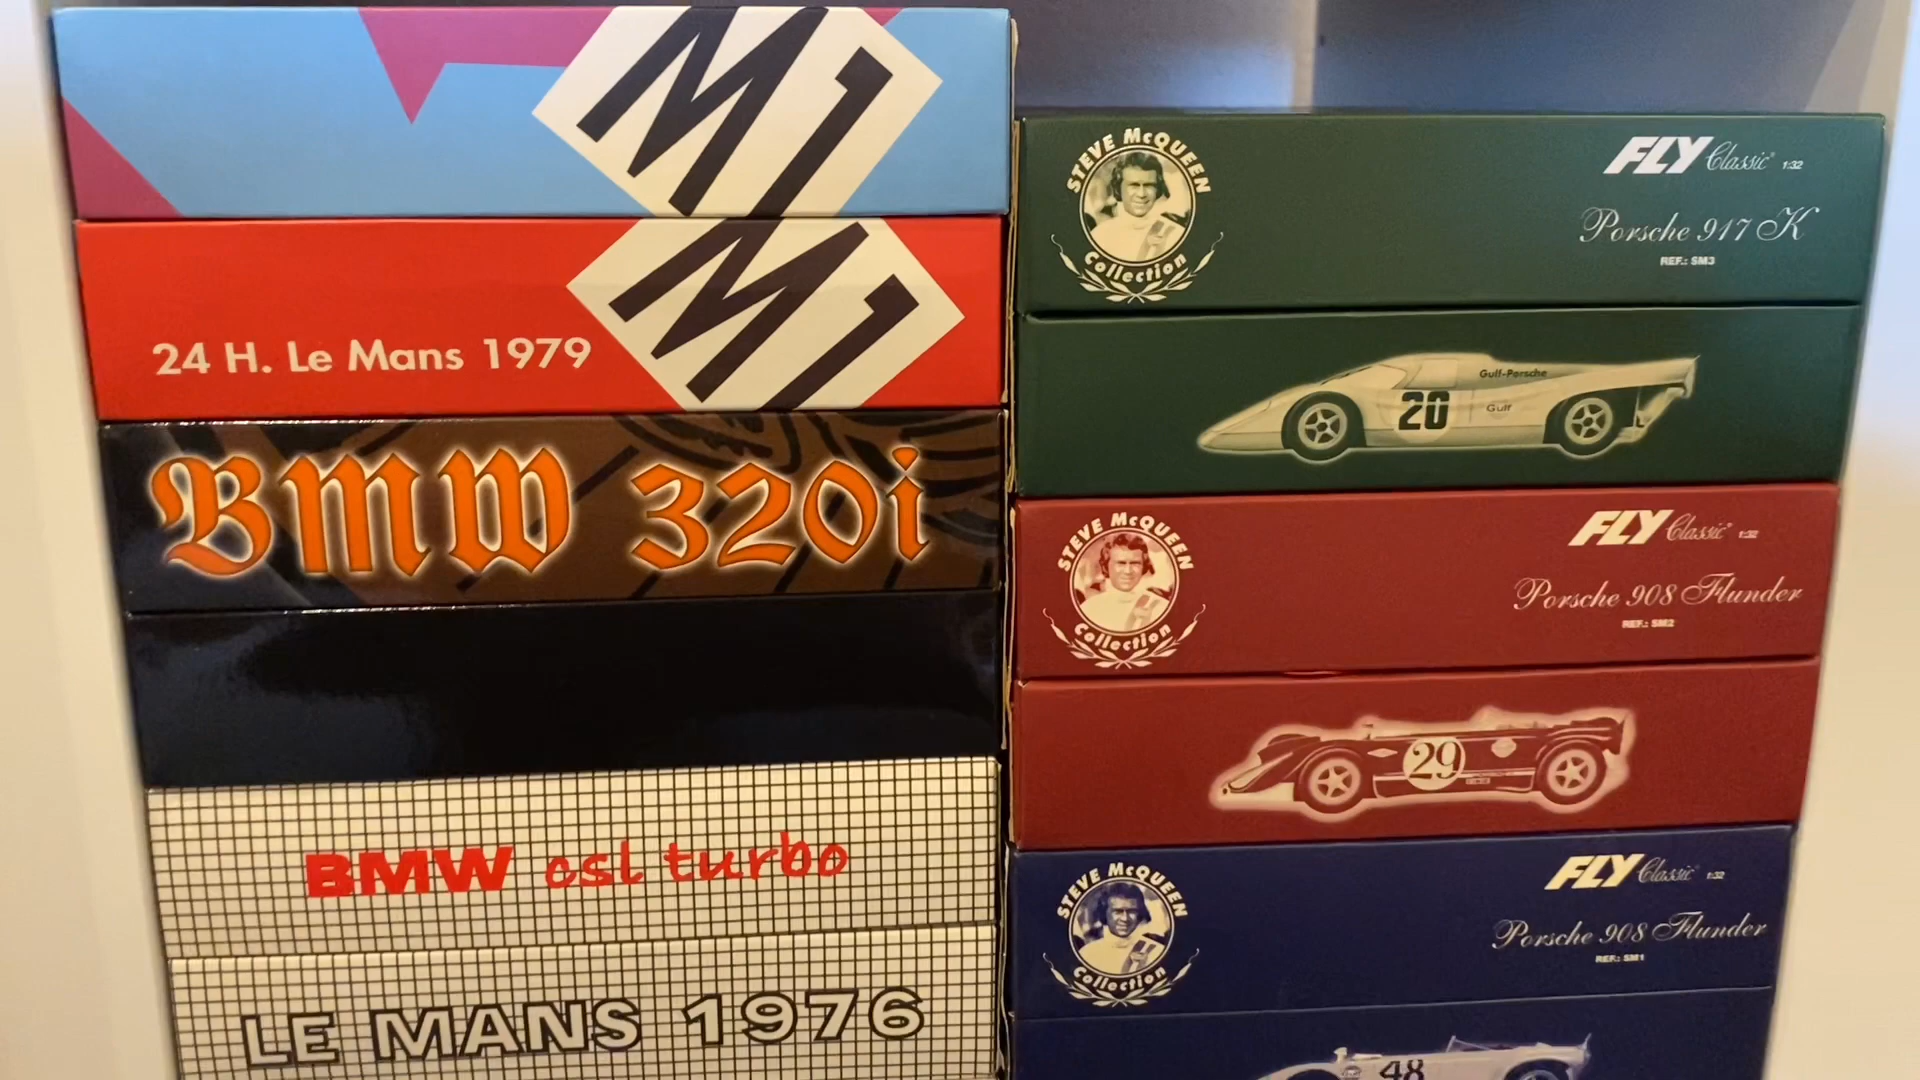 M1
24 H. Le Mans 1979
M1
BMW 320i
BMW csl turbo
LE MANS 1976
STEVE McQUEEN
Collection
FLY Classic 1:32
Porsche 917 K
REF.: SM3
Gulf-Porsche
20
Gulf
STEVE McQUEEN
Collection
FLY Classic 1:32
Porsche 908 Flunder
REF.: SM2
29
STEVE McQUEEN
Collection
FLY Classic 1:32
Porsche 908 Flunder
REF.: SM1
48